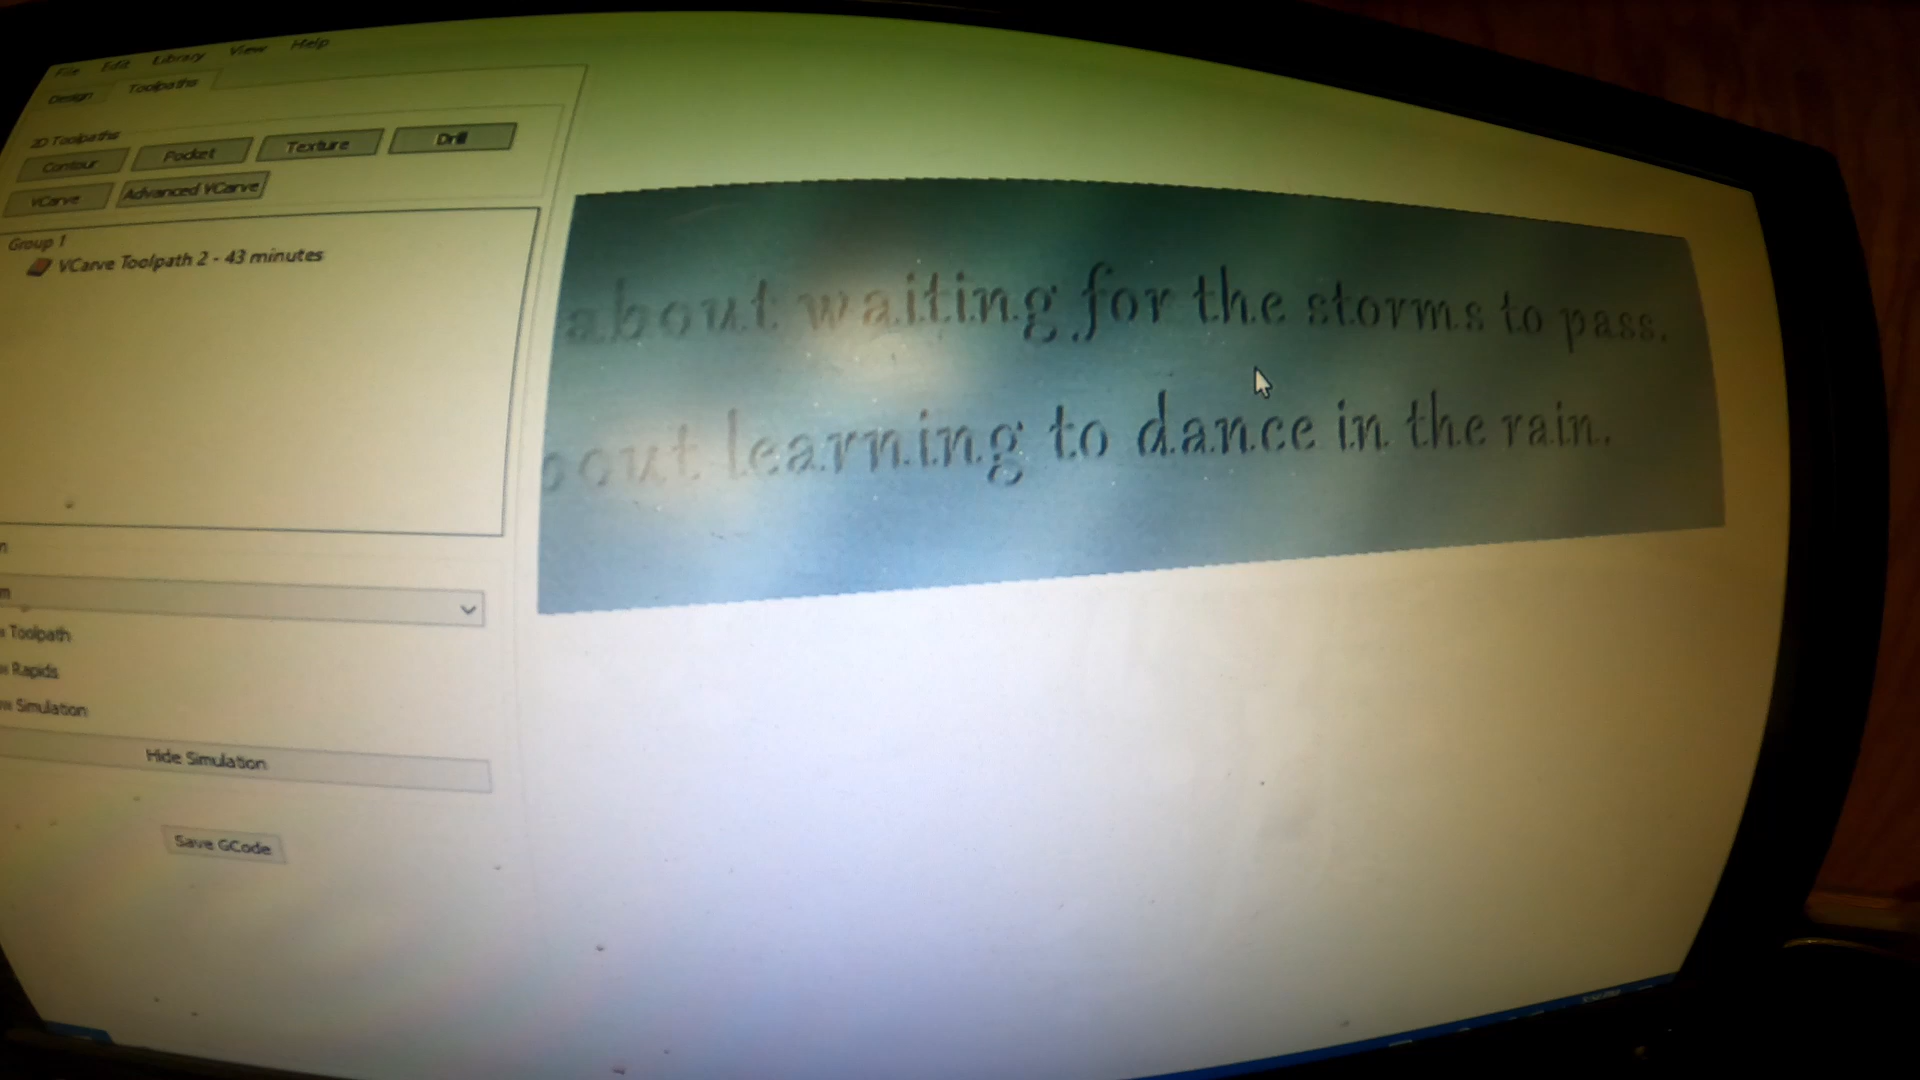 File Edit Library View Help
Design Toolpaths
2D Toolpaths
Contour Pocket Texture Drill
VCarve Advanced VCarve
Group 1
VCarve Toolpath 2 - 43 minutes
about waiting for the storms to pass.
out learning to dance in the rain.
Toolpath
Rapids
Simulation
Hide Simulation
Save GCode